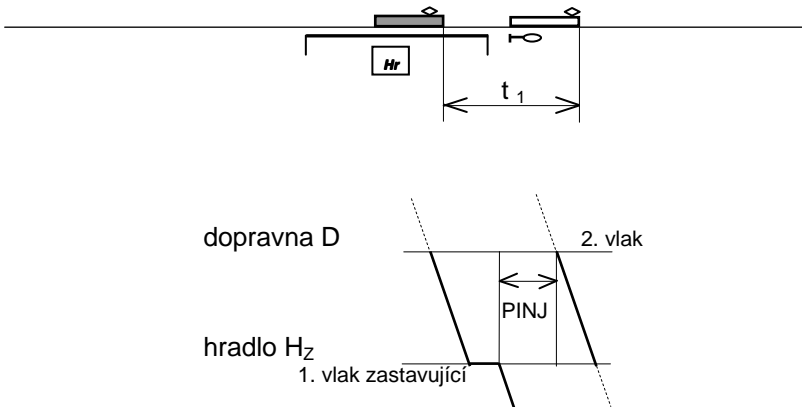 Hr
t 1
dopravna D
2. vlak
PINJ
hradlo HZ
1. vlak zastavující